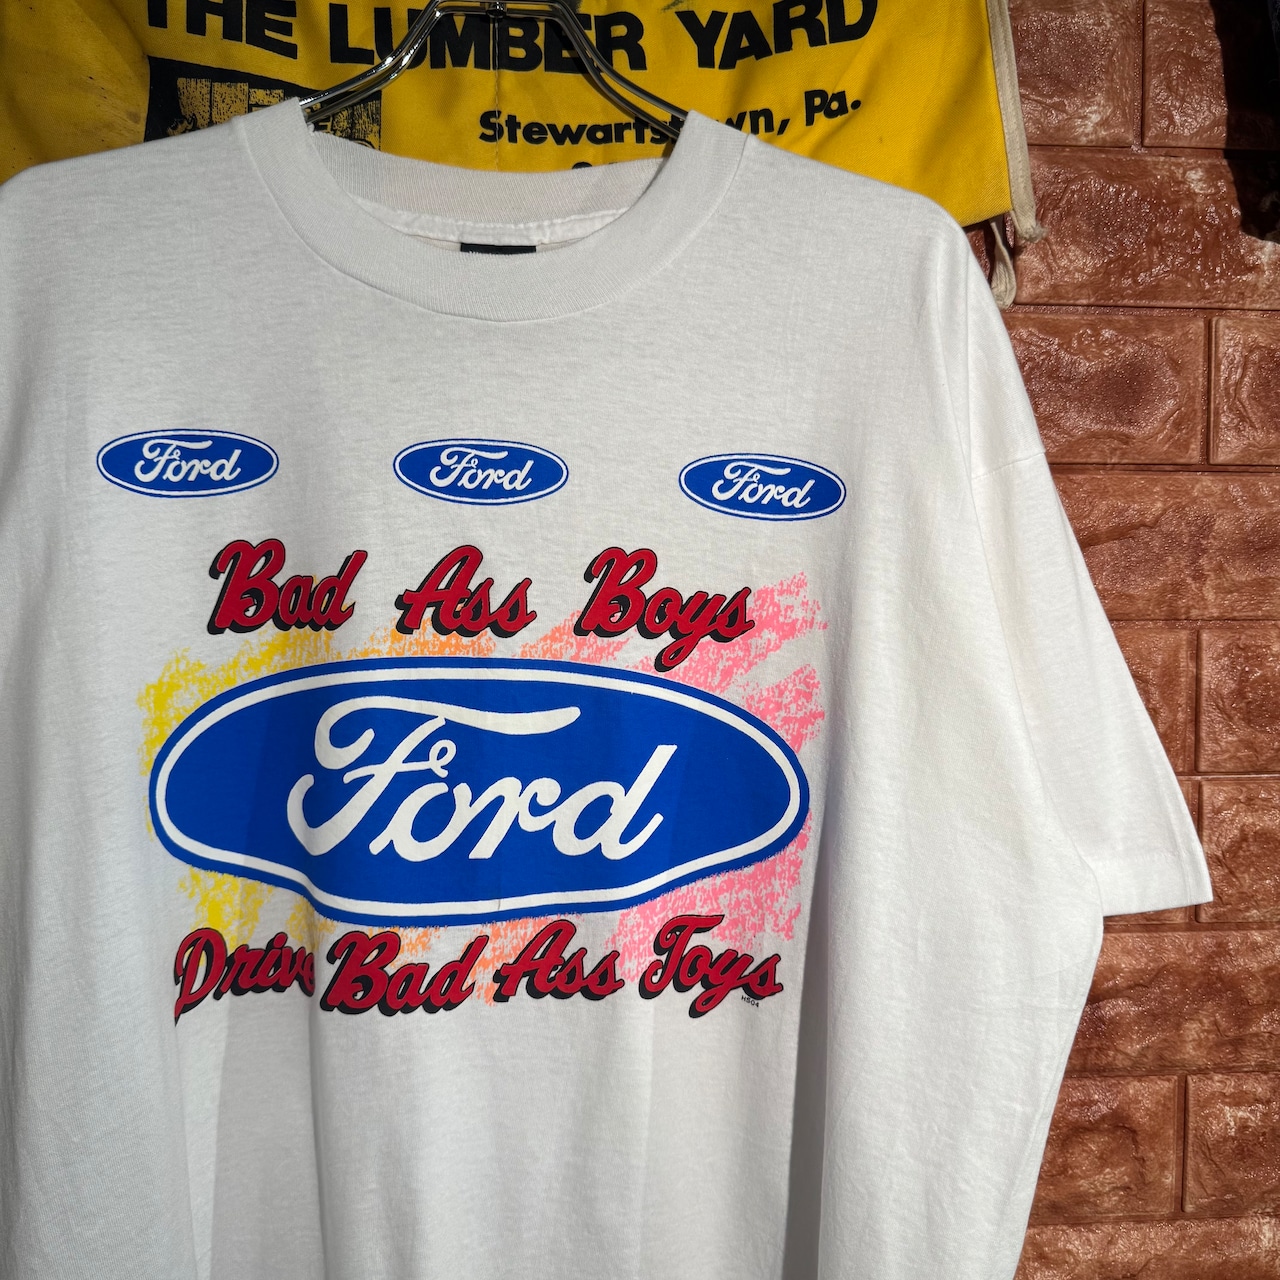 THE LUMBER YARD
Stewartstown, Pa.
Ford Ford Ford
Bad Ass Boys
Ford
Drive Bad Ass Toys
HS04